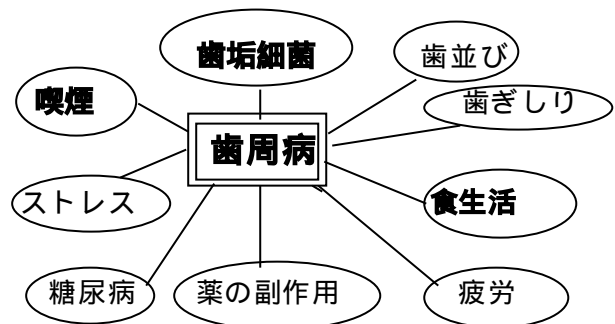 歯垢細菌
歯並び
喫煙
歯ぎしり
歯周病
ストレス
食生活
糖尿病
薬の副作用
疲労